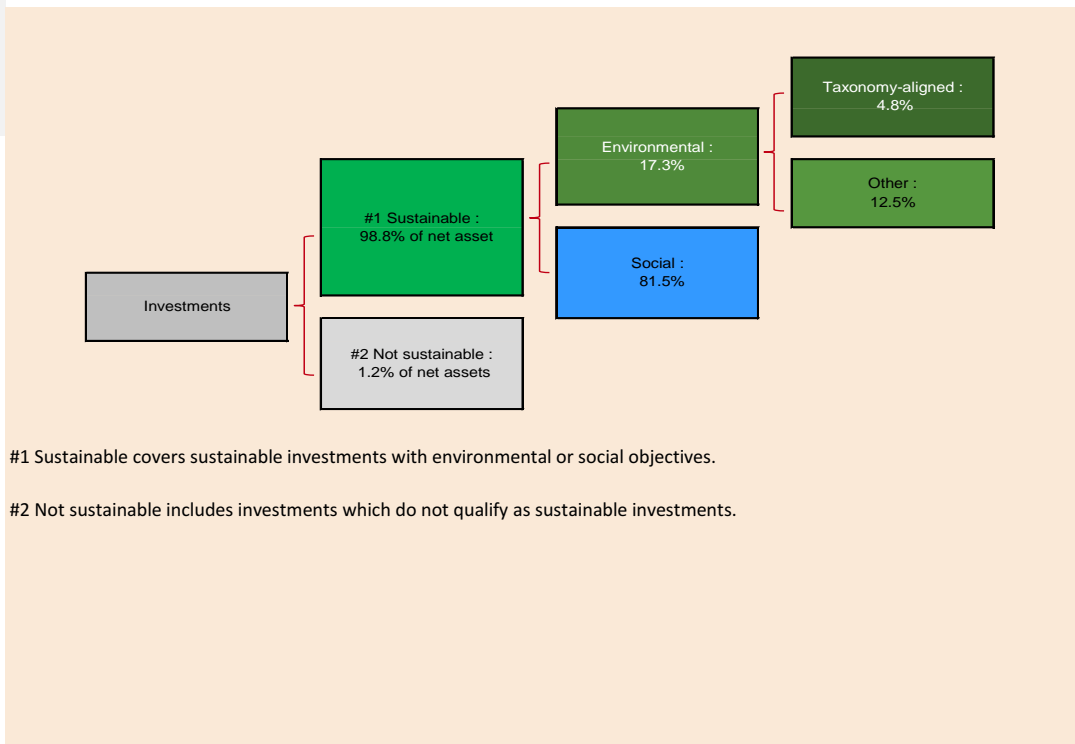 Taxonomy-aligned :
4.8%
Environmental :
17.3%
Other :
12.5%
#1 Sustainable :
98.8% of net asset
Social :
81.5%
Investments
#2 Not sustainable :
1.2% of net assets
#1 Sustainable covers sustainable investments with environmental or social objectives.
#2 Not sustainable includes investments which do not qualify as sustainable investments.